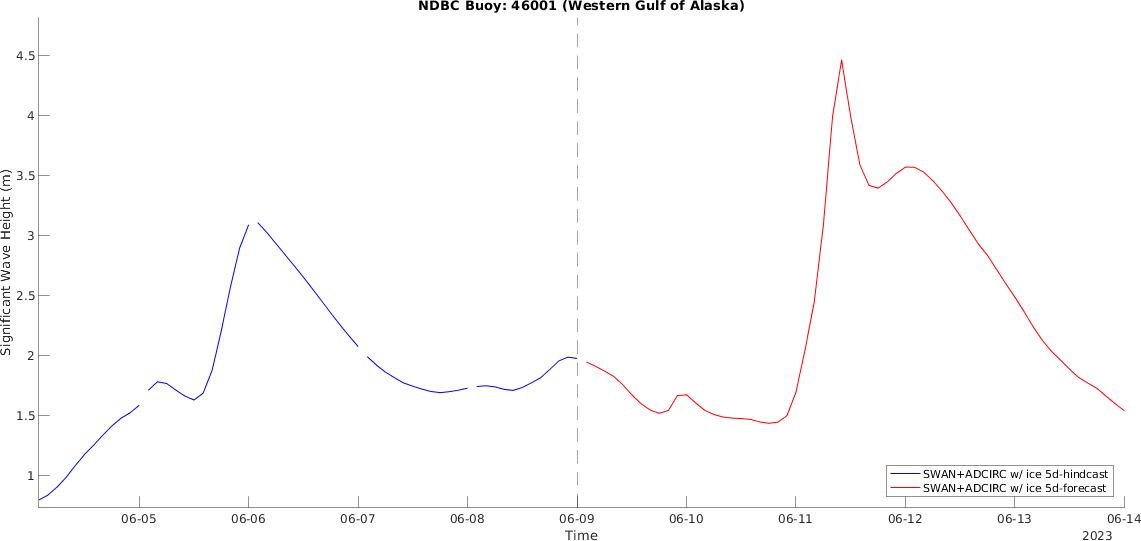 NDBC Buoy: 46001 (Western Gulf of Alaska)
Significant Wave Height (m)
4.5
4
3.5
3
2.5
2
1.5
1
SWAN+ADCIRC w/ ice 5d-hindcast
SWAN+ADCIRC w/ ice 5d-forecast
06-05 06-06 06-07 06-08 06-09 06-10 06-11 06-12 06-13 06-14
Time
2023